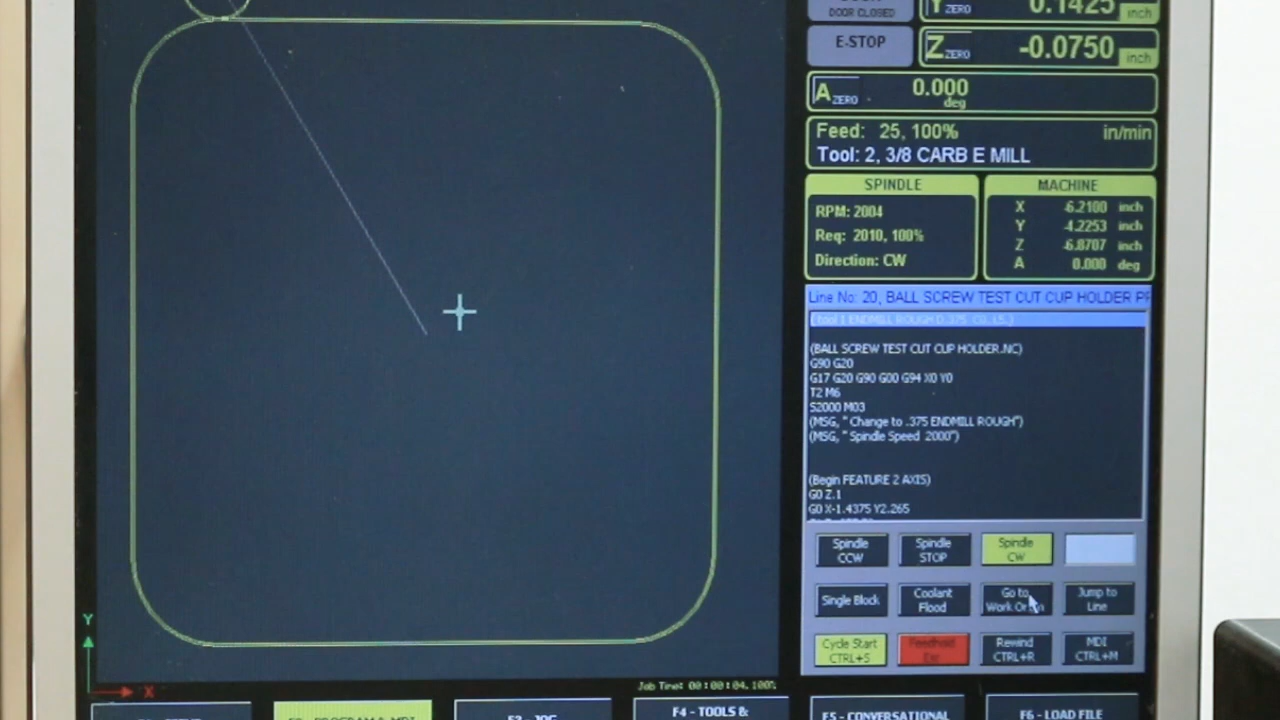 DOOR CLOSED
Y ZERO 0.1425 inch
E-STOP
Z ZERO -0.0750 inch
A ZERO 0.000 deg
Feed: 25, 100% in/min
Tool: 2, 3/8 CARB E MILL
SPINDLE
RPM: 2004
Req: 2010, 100%
Direction: CW
MACHINE
X -6.2100 inch
Y -4.2253 inch
Z -6.8707 inch
A 0.000 deg
Line No: 20, BALL SCREW TEST CUT CUP HOLDER
(BALL SCREW TEST CUT CUP HOLDER.NC)
G90 G20
G17 G20 G90 G00 G94 X0 Y0
T2 M6
S2000 M03
(MSG, " Change to .375 ENDMILL ROUGH")
(MSG, " Spindle Speed 2000")
(Begin FEATURE 2 AXIS)
G0 Z.1
G0 X-1.4375 Y2.265
Spindle CCW
Spindle STOP
Spindle CW
Single Block
Coolant Flood
Go to Work
Jump to Line
Cycle Start CTRL+S
Feedhold Esc
Rewind CTRL+R
MDI CTRL+M
Y
X
Job Time: 00:00:04, 100%
F3 - JOG
F4 - TOOLS &
F5 - CONVERSATIONAL
F6 - LOAD FILE